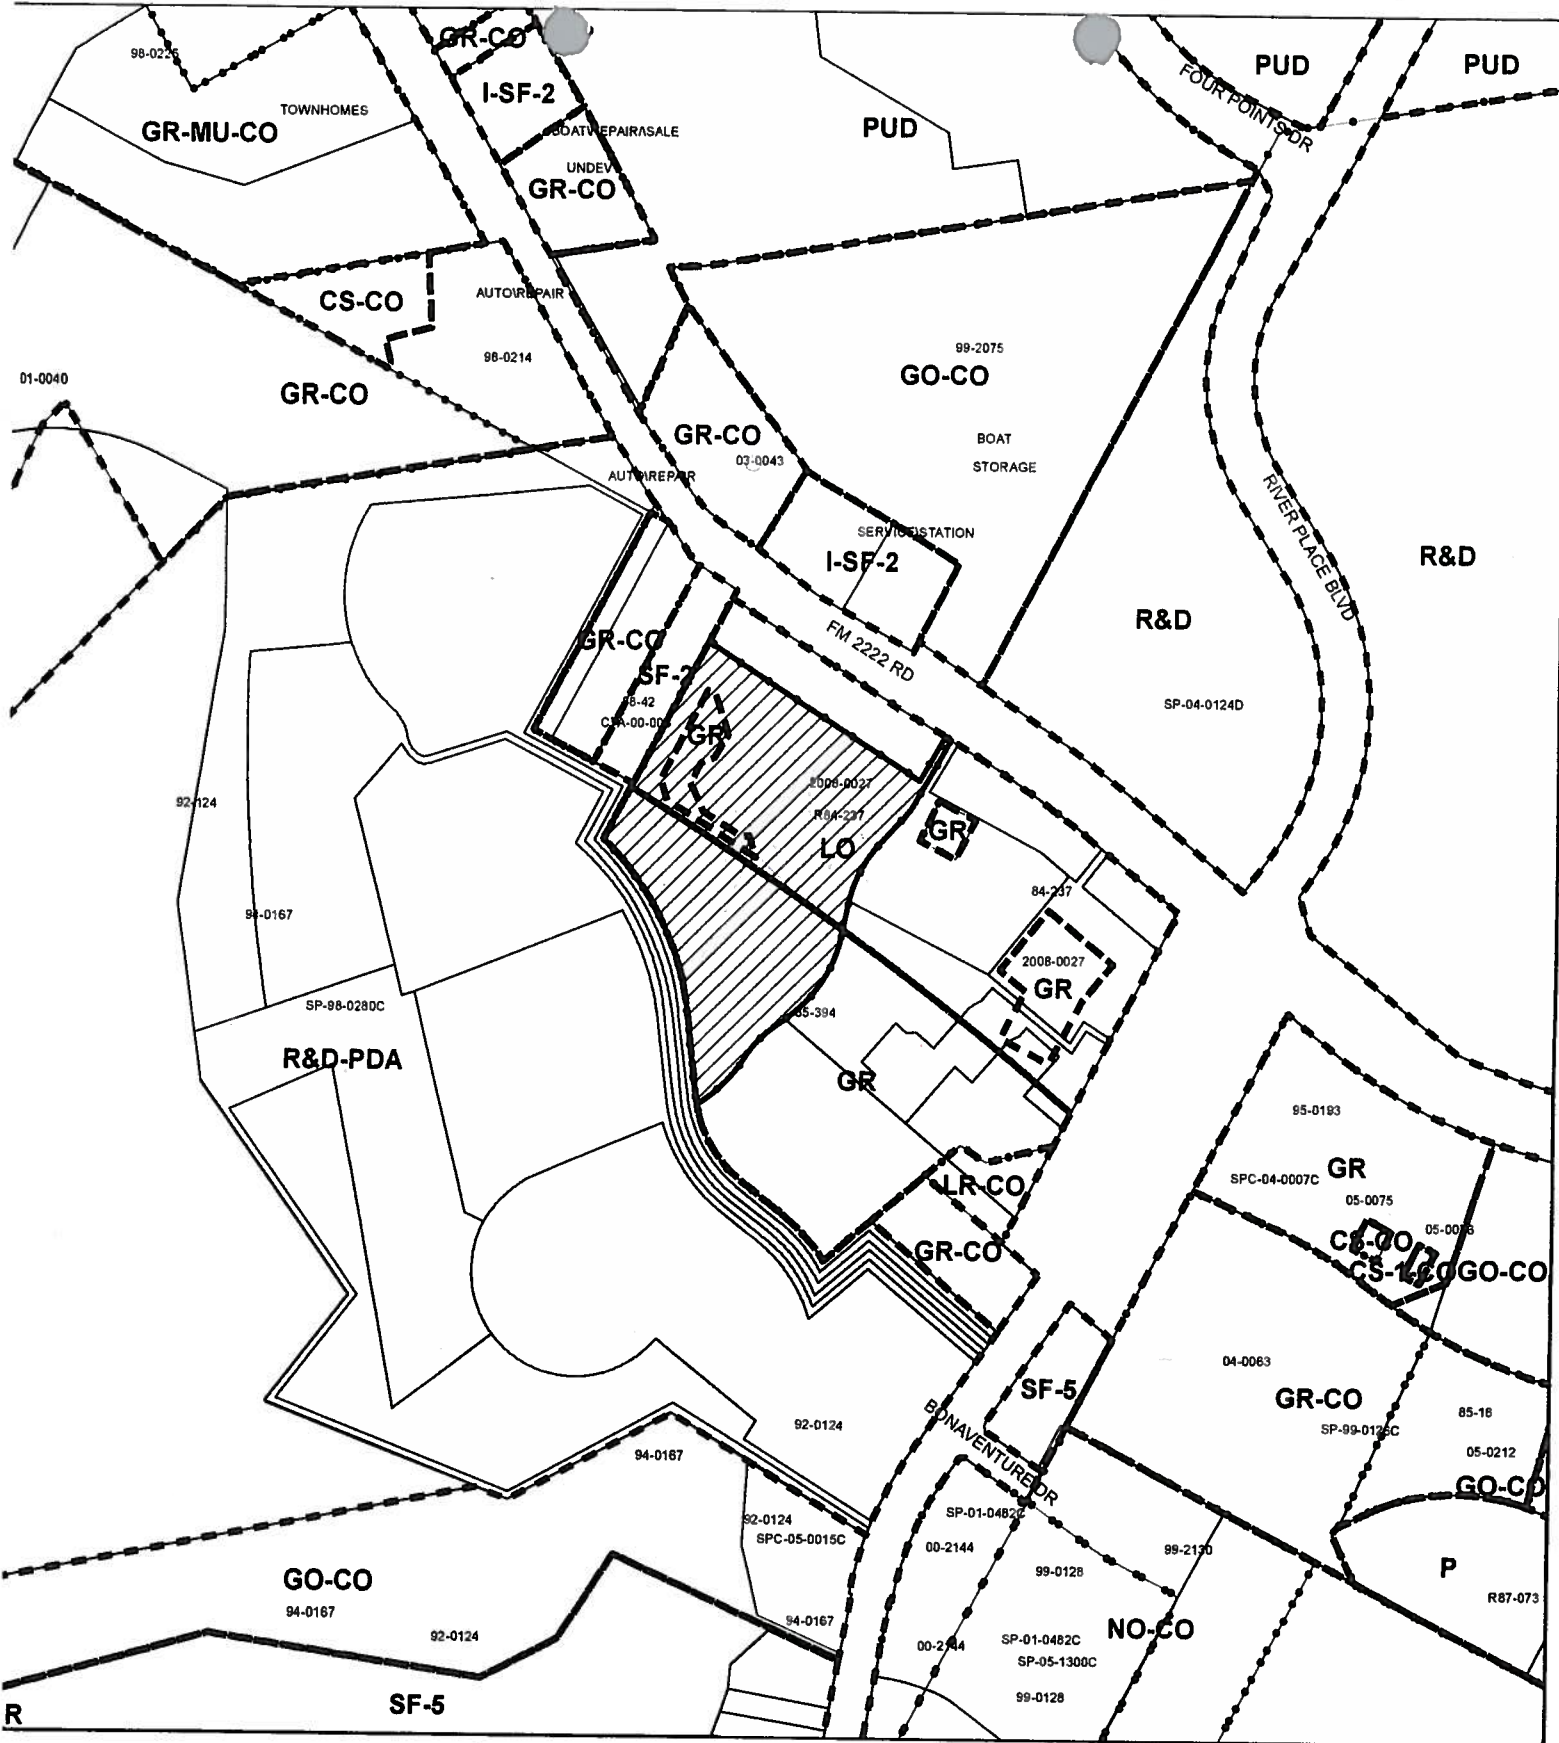 GR-CO
98-0225
PUD
PUD
FOUR POINTS DR
I-SF-2
TOWNHOMES
GR-MU-CO
PUD
UNDEV
GR-CO
CS-CO
AUTO\REPAIR
98-0214
99-2075
GO-CO
01-0040
GR-CO
GR-CO
03-0043
BOAT
STORAGE
AUTO\REPAIR
RIVER PLACE BLVD
SERVICE\STATION
I-SF-2
R&D
R&D
FM 2222 RD
GR-CO
SF-2
SP-04-0124D
GR
2008-0027
R84-237
LO
GR
92-124
84-237
94-0167
2008-0027
GR
SP-98-0280C
85-394
R&D-PDA
GR
95-0193
GR
SPC-04-0007C
05-0075
LR-CO
CS-CO
GR-CO
CS-1-CO
GO-CO
04-0063
SF-5
GR-CO
SP-99-0126C
85-16
05-0212
GO-CO
92-0124
BONAVENTURE DR
94-0167
92-0124
SPC-05-0015C
SP-01-0482C
00-2144
99-2130
99-0128
GO-CO
94-0167
92-0124
94-0167
P
R87-073
00-2144
SP-01-0482C
NO-CO
SP-05-1300C
99-0128
SF-5
R